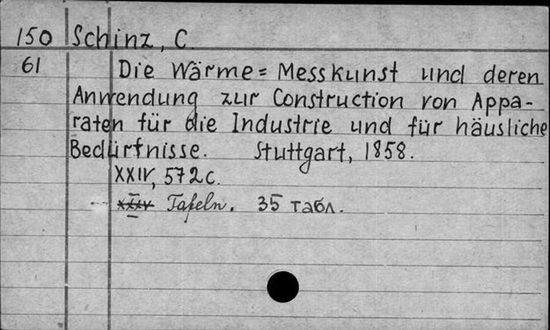 150 Schinz, C
61 Die Wärme= Messkunst und deren
Anwendung zur Construction von Appa-
raten für die Industrie und für häusliche
Bedürfnisse. Stuttgart, 1858.
XXIV, 572 c.
Tafeln. 35 табл.